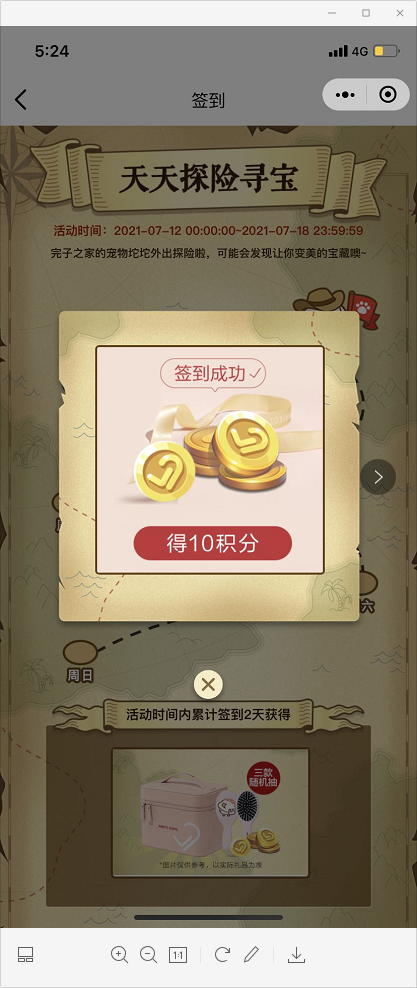 5:24
4G
签到
天天探险寻宝
活动时间：2021-07-12 00:00:00~2021-07-18 23:59:59
完子之家的宠物坨坨外出探险啦，可能会发现让你变美的宝藏噢~
签到成功
得10积分
六
周日
活动时间内累计签到2天获得
三款
随机抽
*图片仅供参考，以实际礼品为准
1:1